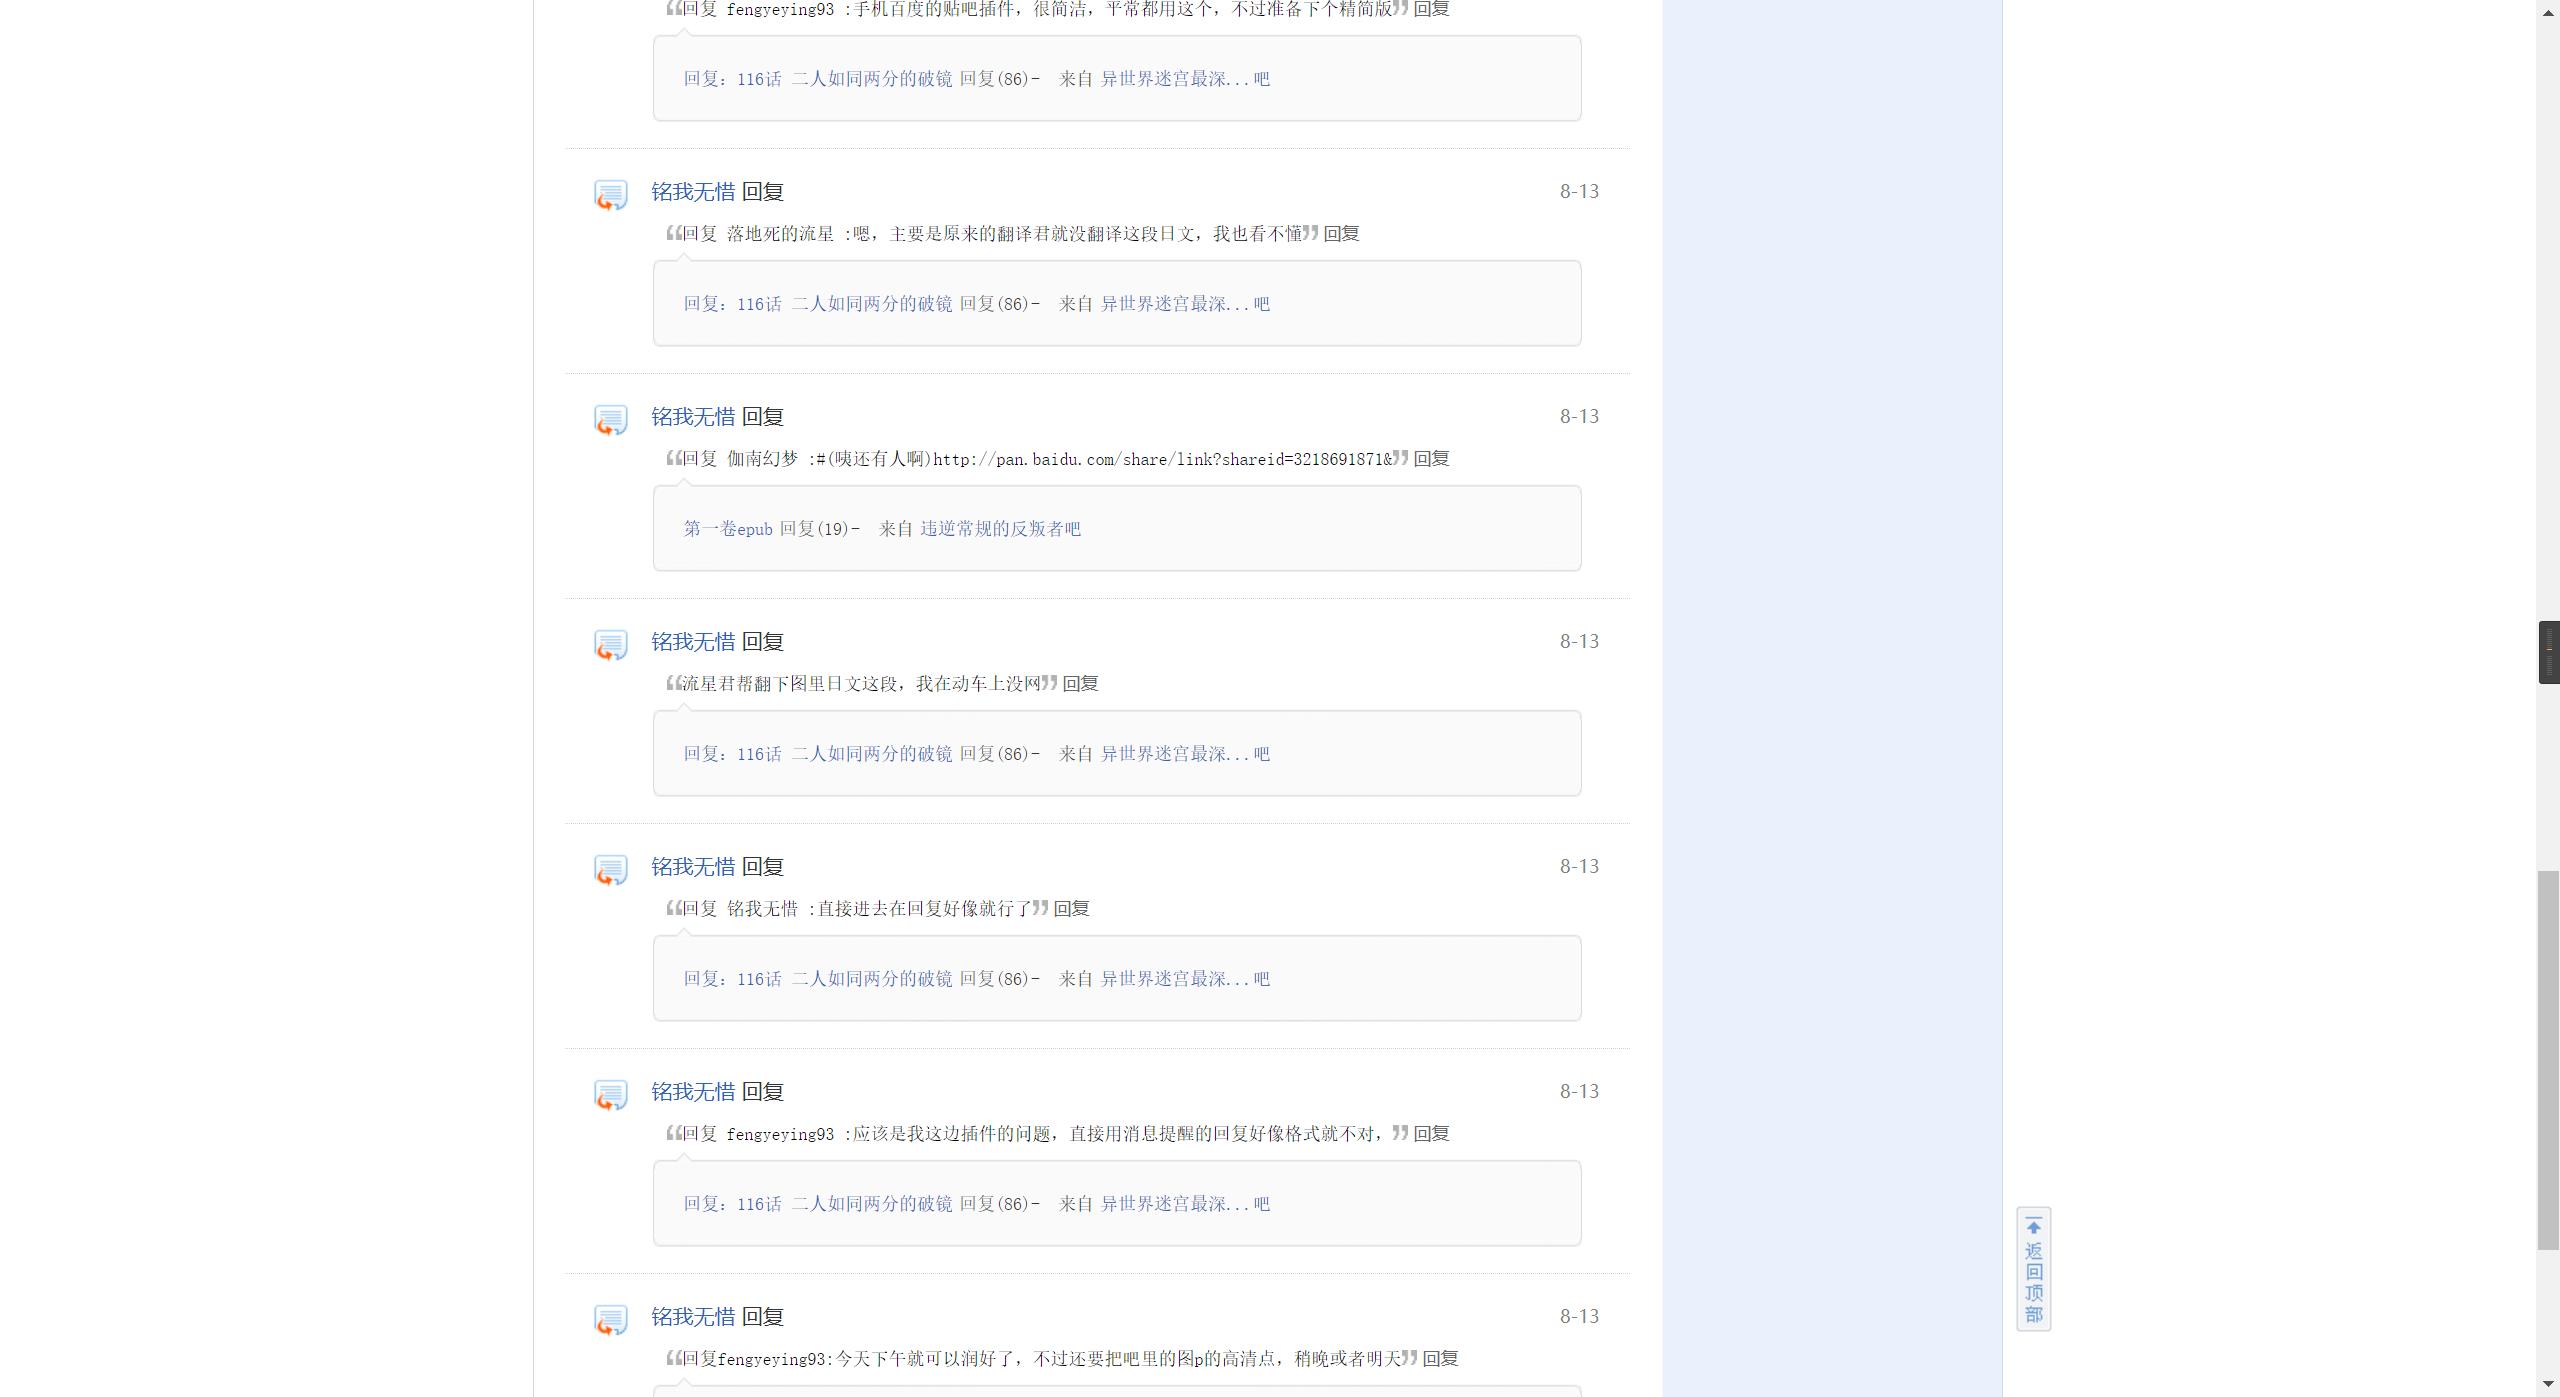 回复 fengyeying93 :手机百度的贴吧插件，很简洁，平常都用这个，不过准备下个精简版 回复
回复：116话 二人如同两分的破镜 回复(86)- 来自 异世界迷宫最深...吧
铭我无惜 回复 8-13
回复 落地死的流星 :嗯，主要是原来的翻译君就没翻译这段日文，我也看不懂 回复
回复：116话 二人如同两分的破镜 回复(86)- 来自 异世界迷宫最深...吧
铭我无惜 回复 8-13
回复 伽南幻梦 :#(咦还有人啊)http://pan.baidu.com/share/link?shareid=3218691871& 回复
第一卷epub 回复(19)- 来自 违逆常规的反叛者吧
铭我无惜 回复 8-13
流星君帮翻下图里日文这段，我在动车上没网 回复
回复：116话 二人如同两分的破镜 回复(86)- 来自 异世界迷宫最深...吧
铭我无惜 回复 8-13
回复 铭我无惜 :直接进去在回复好像就行了 回复
回复：116话 二人如同两分的破镜 回复(86)- 来自 异世界迷宫最深...吧
铭我无惜 回复 8-13
回复 fengyeying93 :应该是我这边插件的问题，直接用消息提醒的回复好像格式就不对， 回复
回复：116话 二人如同两分的破镜 回复(86)- 来自 异世界迷宫最深...吧
铭我无惜 回复 8-13
回复fengyeying93:今天下午就可以润好了，不过还要把吧里的图p的高清点，稍晚或者明天 回复
返回顶部